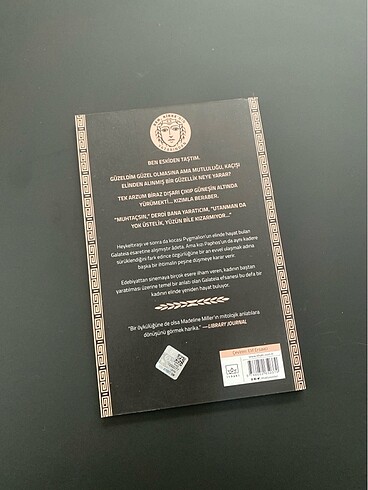 BEN ESKİDEN TAŞTIM.
GÜZELDİM GÜZEL OLMASINA AMA MUTLULUĞU, KAÇIŞI
ELİNDEN ALINMIŞ BİR GÜZELLİK NEYE YARAR?
TEK ARZUM BİRAZ DIŞARI ÇIKIP GÜNEŞİN ALTINDA
YÜRÜMEKTİ... KIZIMLA BERABER.
"MUHTAÇSIN," DERDİ BANA YARATICIM, "UTANMAN DA
YOK ÜSTELİK, YÜZÜN BİLE KIZARMIYOR..."
Heykeltıraşı ve sonra da kocası Pygmalion'un elinde hayat bulan
Galatea esaretine alışmıştır âdeta. Ama kızı Paphos'un da aynı kadere
sürüklendiğini fark edince özgürlüğüne bir an evvel ulaşmak adına
başka bir ihtimalin peşine düşmeye karar verir.
Edebiyattan sinemaya birçok esere ilham veren, kadının baştan
yaratılması üzerine temel bir anlatı olan Galatea efsanesi bu defa bir
kadının elinde yeniden hayat buluyor.
"Bir öykülüğüne de olsa Madeline Miller'ın mitolojik anlatılara
dönüşünü görmek harika." —LIBRARY JOURNAL
İTHAKİ